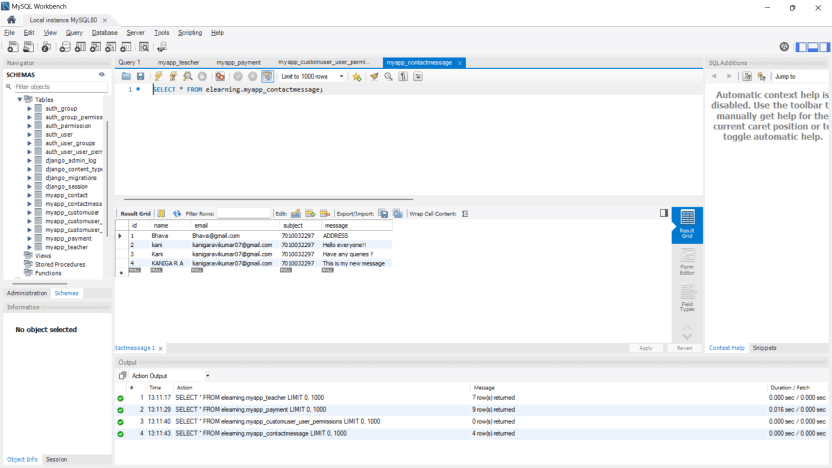 MySQL Workbench
Local instance MySQL80 ×
File Edit View Query Database Server Tools Scripting Help
Navigator
SCHEMAS
Filter objects
Tables
auth_group
auth_group_permiss
auth_permission
auth_user
auth_user_groups
auth_user_user_perr
django_admin_log
django_content_type
django_migrations
django_session
myapp_contact
myapp_contactmess
myapp_customuser
myapp_customuser_
myapp_customuser_
myapp_payment
myapp_teacher
Views
Stored Procedures
Functions
Administration Schemas
Information
No object selected
Object Info Session
Query 1 myapp_teacher myapp_payment myapp_customuser_user_permi... myapp_contactmessage ×
Limit to 1000 rows
1 SELECT * FROM elearning.myapp_contactmessage;
Result Grid Filter Rows: Edit: Export/Import: Wrap Cell Content:
id name email subject message
1 Bhava Bhava@gmail.com 7010032297 ADDRESS
2 kani kanigaravikumar07@gmail.com 7010032297 Hello everyone!!
3 Kani kanigaravikumar07@gmail.com 7010032297 Have any queries ?
4 KANIGA R A kanigaravikumar07@gmail.com 7010032297 This is my new message
NULL NULL NULL NULL NULL
Result Grid
Form Editor
Field Types
tactmessage 1 × Apply Revert
Output
Action Output
# Time Action Message Duration / Fetch
1 13:11:17 SELECT * FROM elearning.myapp_teacher LIMIT 0, 1000 7 row(s) returned 0.000 sec / 0.000 sec
2 13:11:29 SELECT * FROM elearning.myapp_payment LIMIT 0, 1000 9 row(s) returned 0.016 sec / 0.000 sec
3 13:11:40 SELECT * FROM elearning.myapp_customuser_user_permissions LIMIT 0, 1000 0 row(s) returned 0.000 sec / 0.000 sec
4 13:11:43 SELECT * FROM elearning.myapp_contactmessage LIMIT 0, 1000 4 row(s) returned 0.000 sec / 0.000 sec
SQLAdditions
Jump to
Automatic context help is
disabled. Use the toolbar t
manually get help for the
current caret position or to
toggle automatic help.
Context Help Snippets